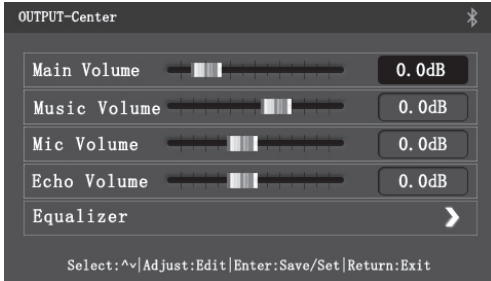 OUTPUT-Center
Main Volume 0.0dB
Music Volume 0.0dB
Mic Volume 0.0dB
Echo Volume 0.0dB
Equalizer
Select:^v|Adjust:Edit|Enter:Save/Set|Return:Exit